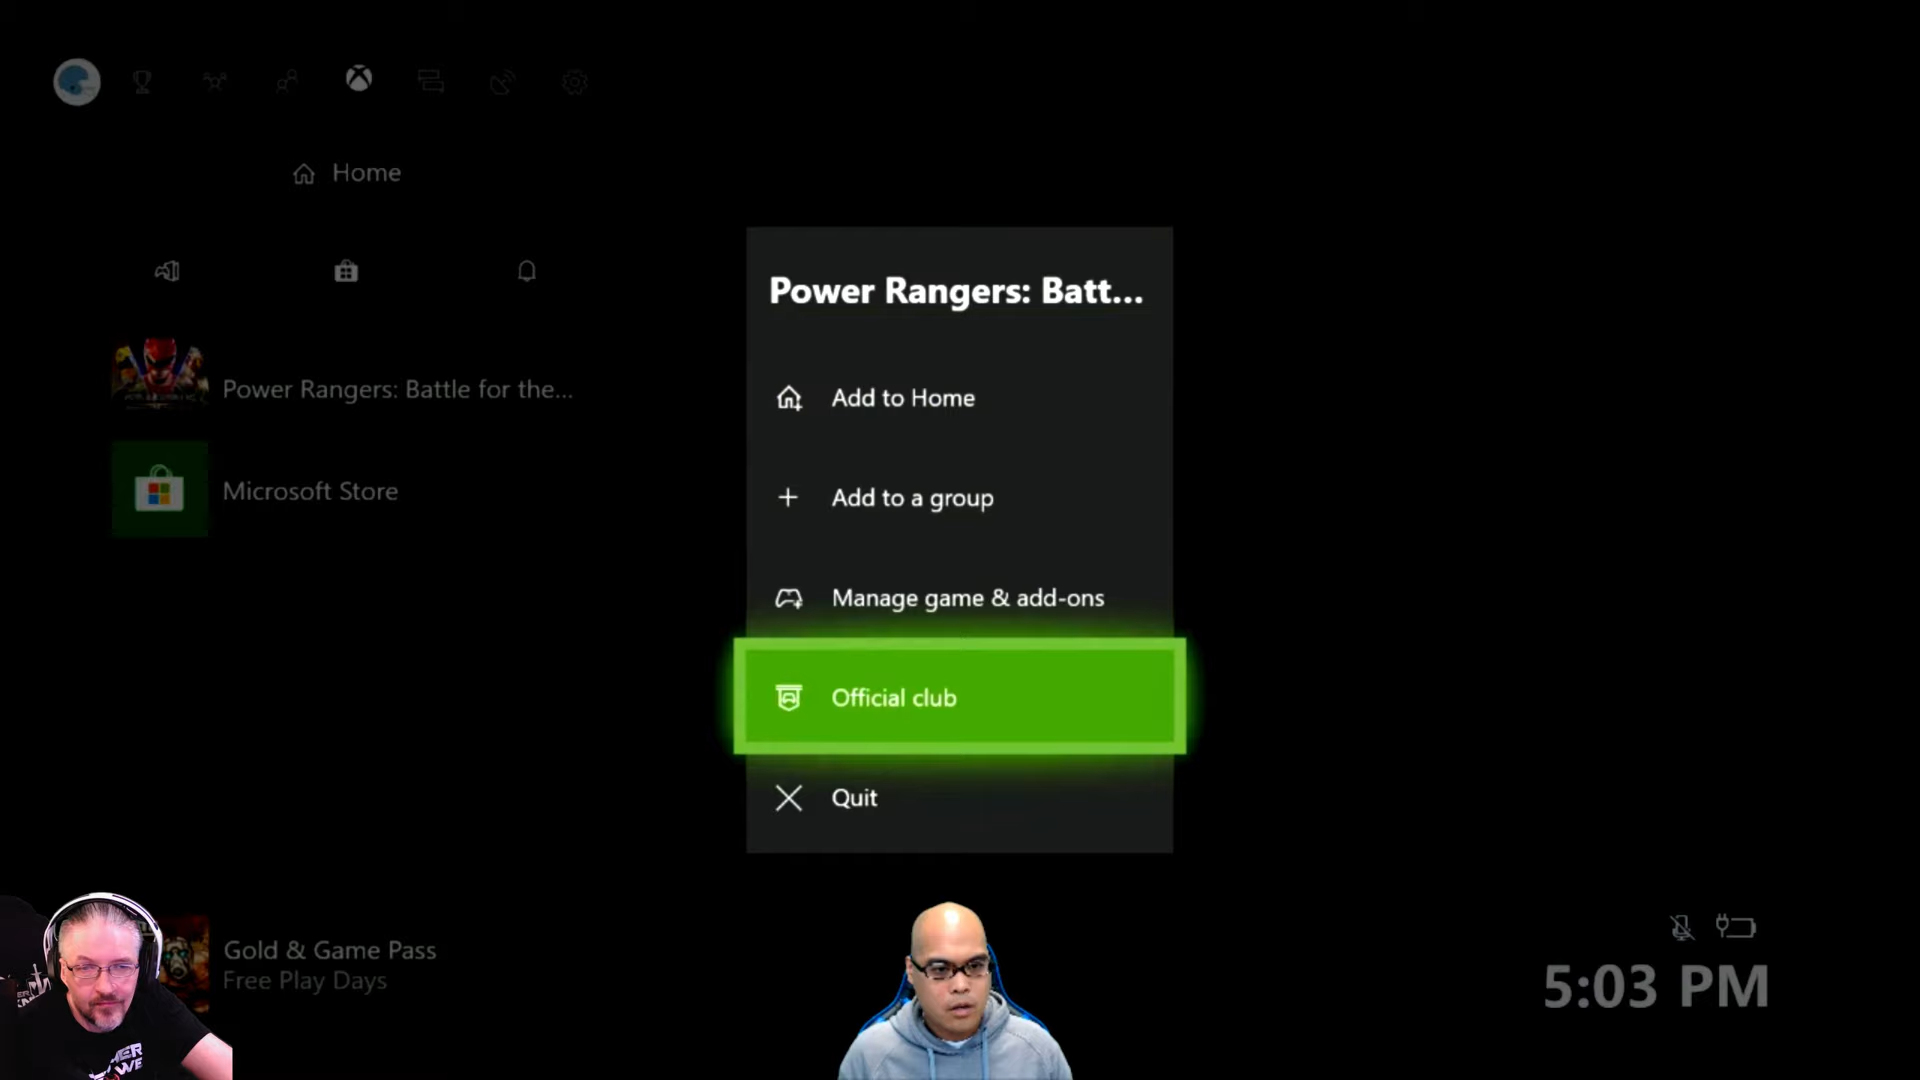 Home
Power Rangers: Battle for the...
Microsoft Store
Gold & Game Pass
Free Play Days
Power Rangers: Batt...
Add to Home
Add to a group
Manage game & add-ons
Official club
Quit
5:03 PM